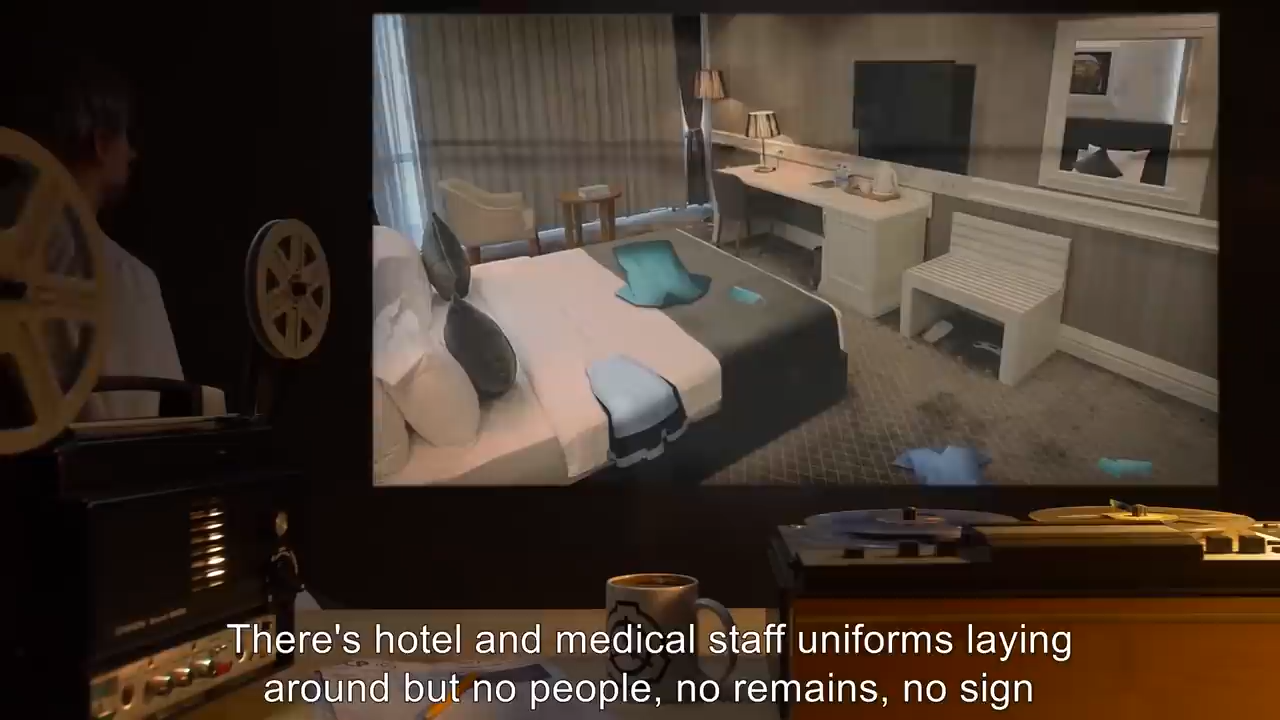 There's hotel and medical staff uniforms laying
around but no people, no remains, no sign